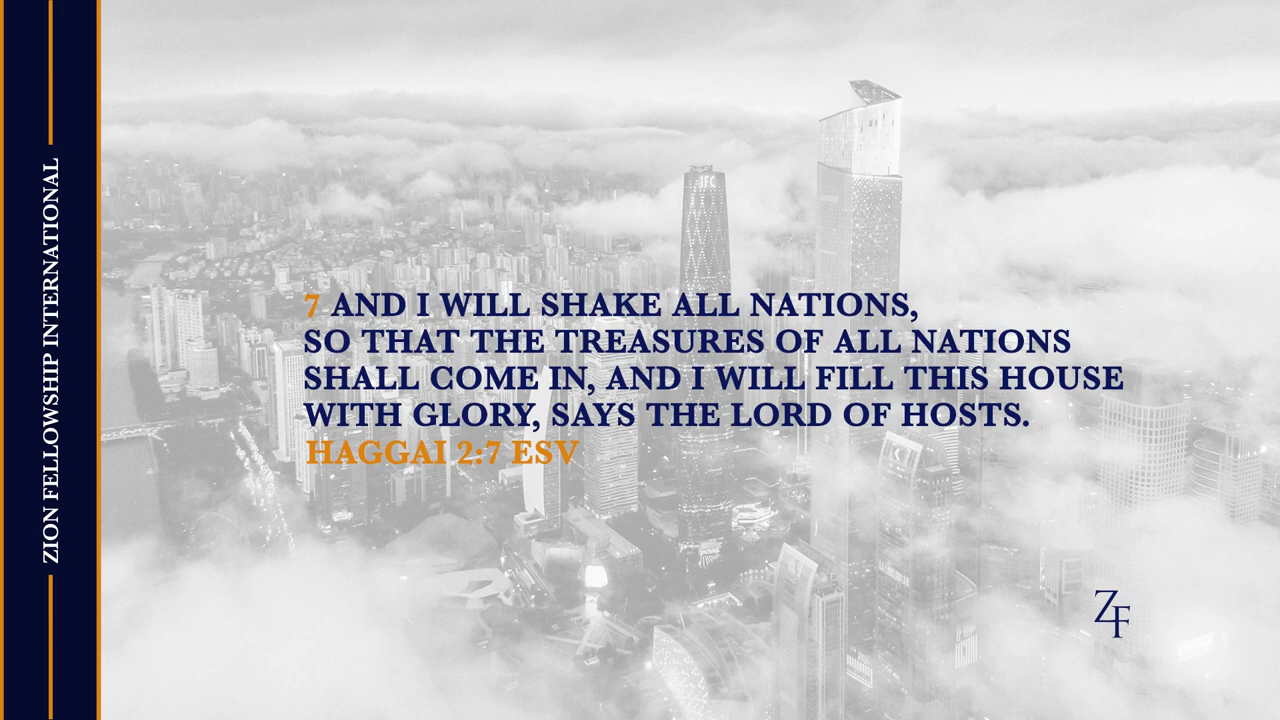 ZION FELLOWSHIP INTERNATIONAL
IFC
7 AND I WILL SHAKE ALL NATIONS,
SO THAT THE TREASURES OF ALL NATIONS
SHALL COME IN, AND I WILL FILL THIS HOUSE
WITH GLORY, SAYS THE LORD OF HOSTS.
HAGGAI 2:7 ESV
ZF